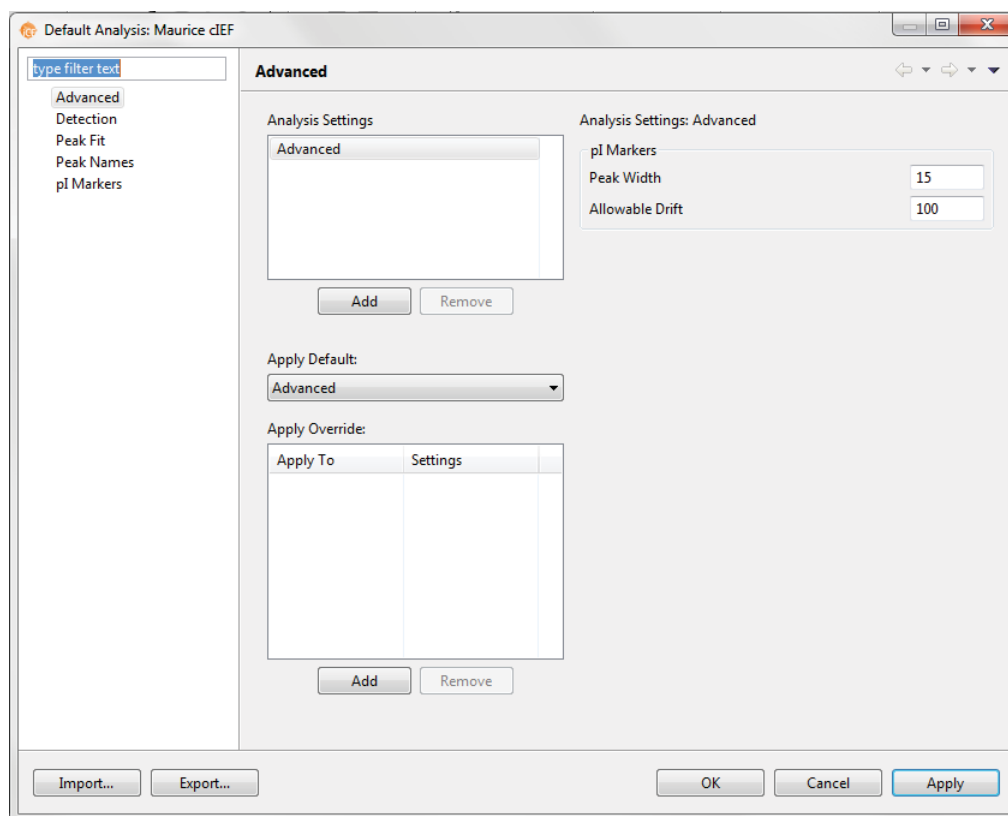 Default Analysis: Maurice cIEF
type filter text
Advanced
Detection
Peak Fit
Peak Names
pI Markers
Advanced
Analysis Settings
Advanced
Add
Remove
Apply Default:
Advanced
Apply Override:
Apply To Settings
Add
Remove
Analysis Settings: Advanced
pI Markers
Peak Width 15
Allowable Drift 100
Import...
Export...
OK
Cancel
Apply